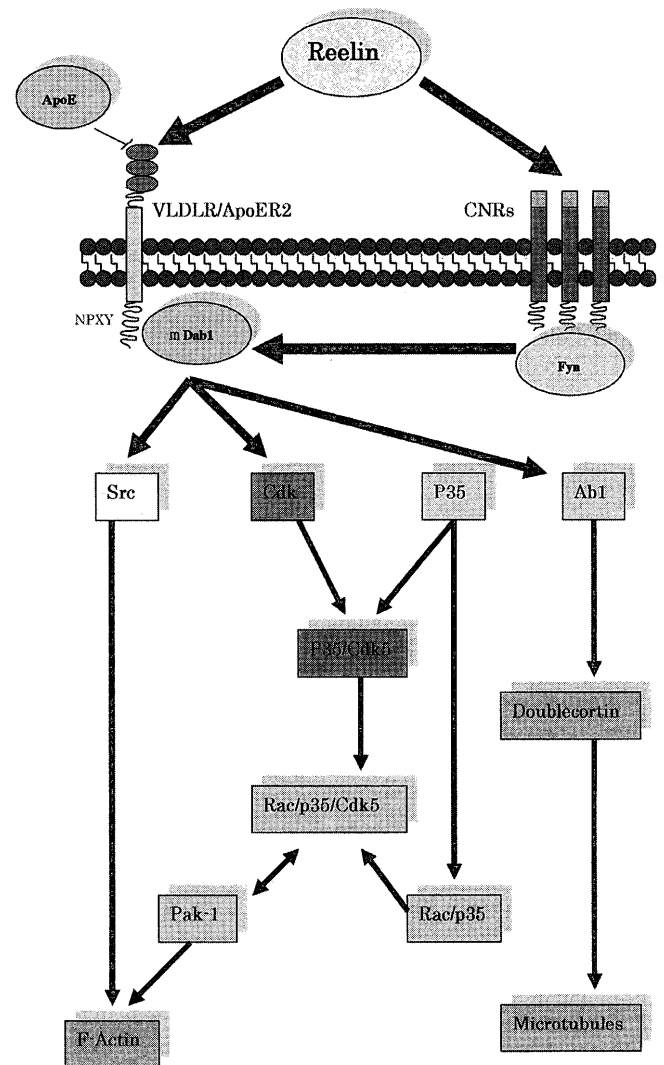 Reelin
ApoE
VLDLR/ApoER2
CNRs
NPXY
mDab1
Fyn
Src
Cdk
P35
Ab1
P35/Cdk5
Doublecortin
Rac/p35/Cdk5
Pak-1
Rac/p35
F-Actin
Microtubules